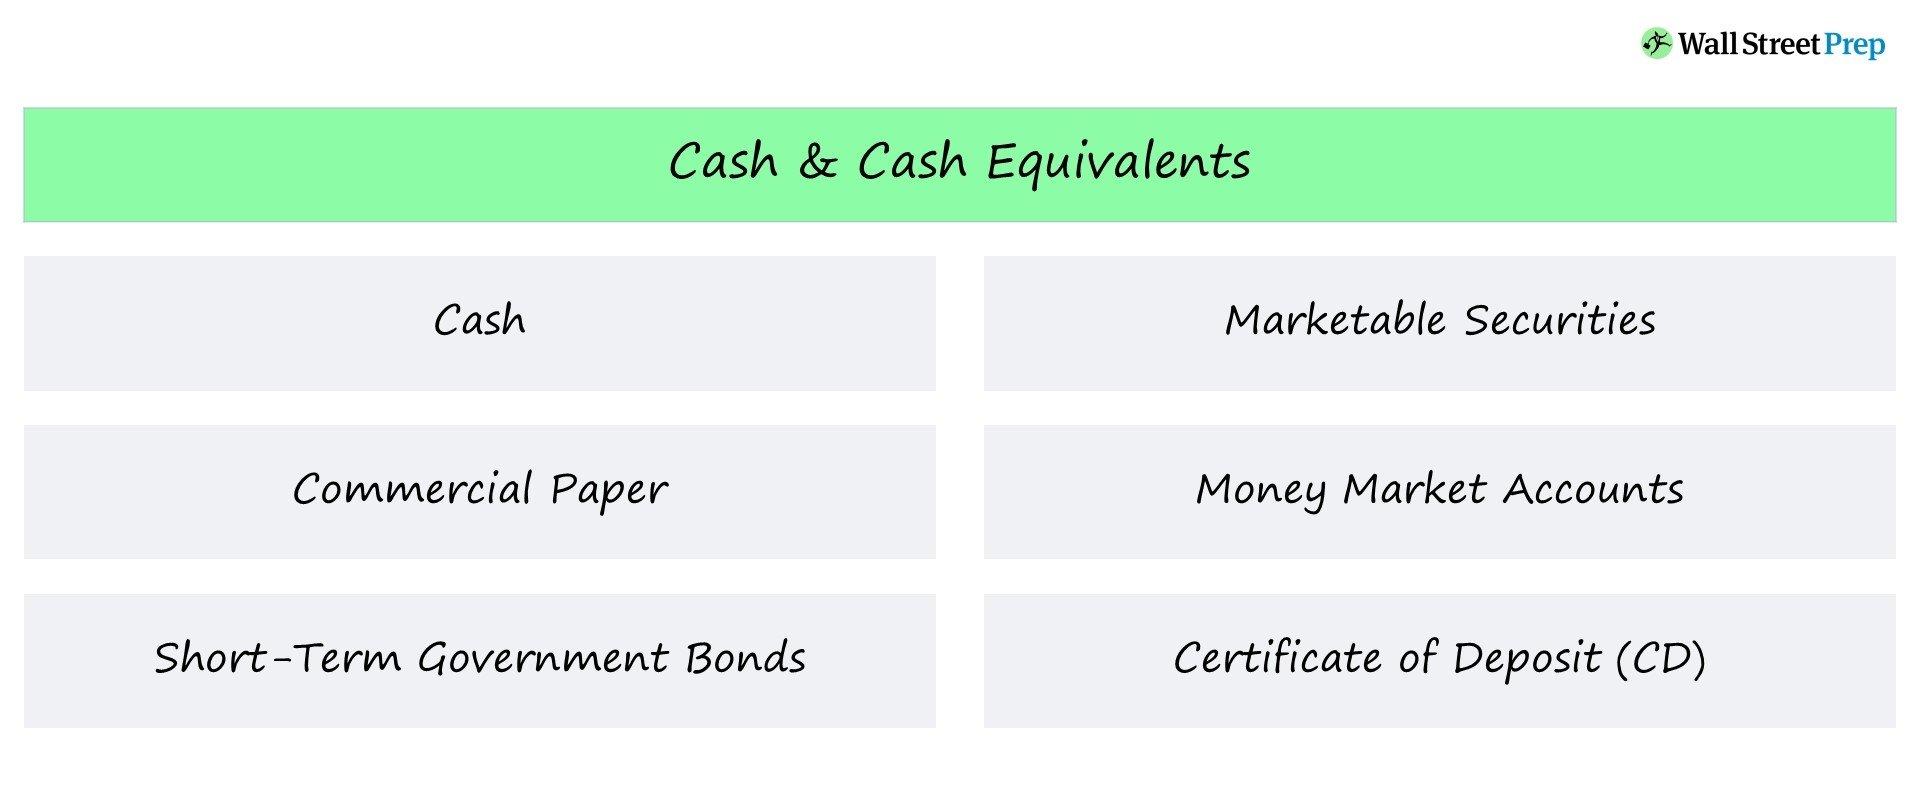 Wall Street Prep
Cash & Cash Equivalents
Cash
Marketable Securities
Commercial Paper
Money Market Accounts
Short-Term Government Bonds
Certificate of Deposit (CD)